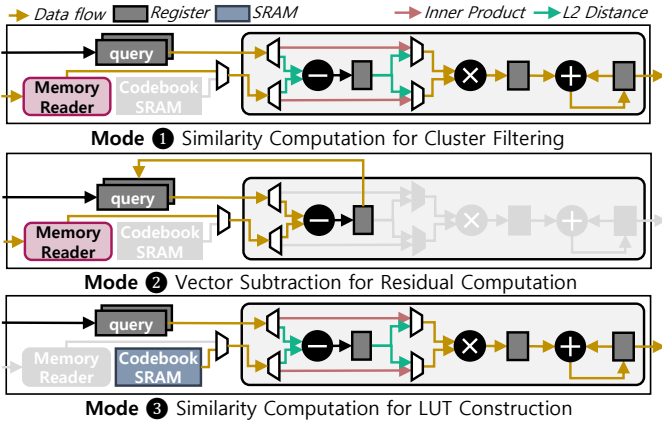 Data flow Register SRAM Inner Product L2 Distance
query
Memory Reader
Codebook SRAM
− × +
Mode ❶ Similarity Computation for Cluster Filtering
query
Memory Reader
Codebook SRAM
− × +
Mode ❷ Vector Subtraction for Residual Computation
query
Memory Reader
Codebook SRAM
− × +
Mode ❸ Similarity Computation for LUT Construction